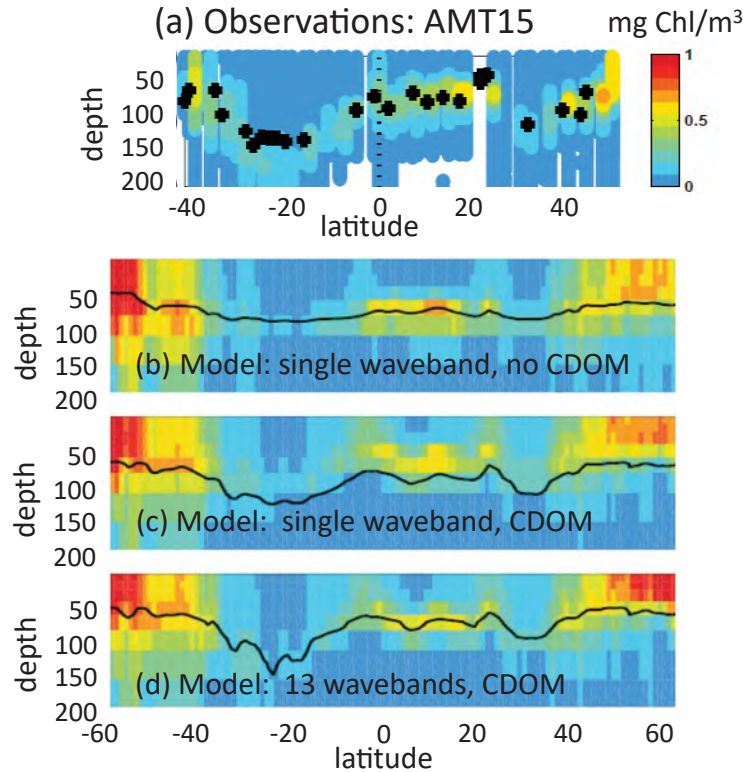 (a) Observations: AMT15
mg Chl/m³
depth
50
100
150
200
1
0.5
0
-40 -20 0 20 40
latitude
depth
50
100
150
200
(b) Model: single waveband, no CDOM
depth
50
100
150
200
(c) Model: single waveband, CDOM
depth
50
100
150
200
(d) Model: 13 wavebands, CDOM
-60 -40 -20 0 20 40 60
latitude